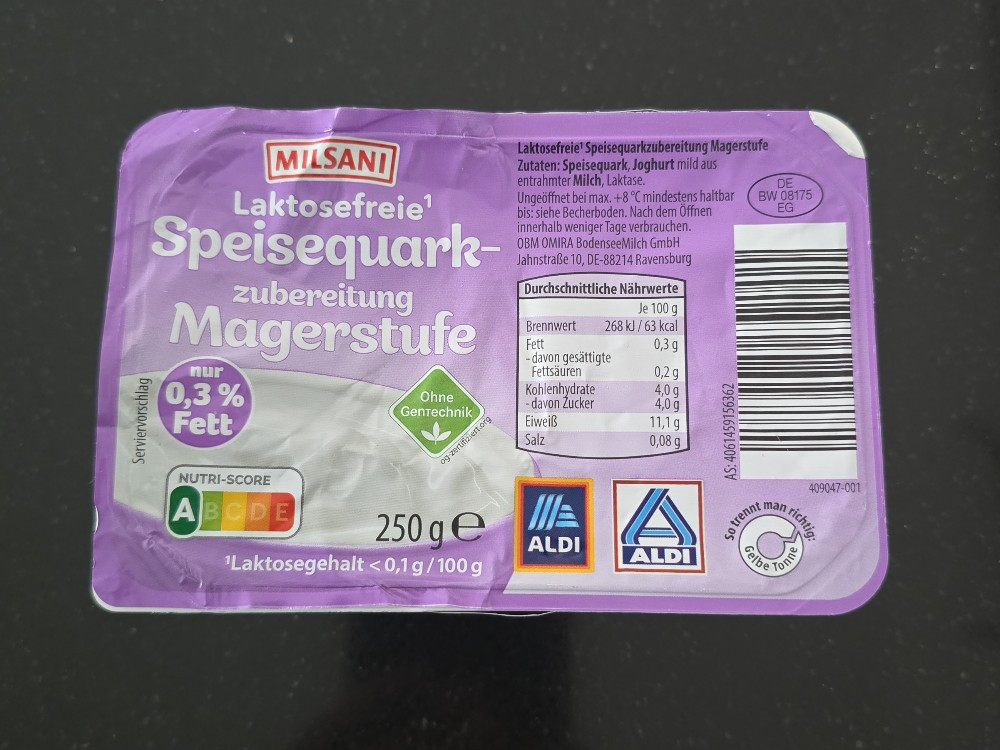 MILSANI
Laktosefreie¹
Speisequark-
zubereitung
Magerstufe
nur
0,3 %
Fett
Serviervorschlag
Ohne
Gentechnik
og-zertifiziert.org
NUTRI-SCORE
A B C D E
250 g ℮
¹Laktosegehalt < 0,1 g / 100 g
Laktosefreie¹ Speisequarkzubereitung Magerstufe
Zutaten: Speisequark, Joghurt mild aus
entrahmter Milch, Laktase.
Ungeöffnet bei max. +8 °C mindestens haltbar
bis: siehe Becherboden. Nach dem Öffnen
innerhalb weniger Tage verbrauchen.
OBM OMIRA BodenseeMilch GmbH
Jahnstraße 10, DE-88214 Ravensburg
DE
BW 08175
EG
Durchschnittliche Nährwerte
Je 100 g
Brennwert 268 kJ / 63 kcal
Fett 0,3 g
- davon gesättigte
Fettsäuren 0,2 g
Kohlenhydrate 4,0 g
- davon Zucker 4,0 g
Eiweiß 11,1 g
Salz 0,08 g
AS: 4061459156362
409047-001
ALDI
ALDI
So trennt man richtig:
Gelbe Tonne